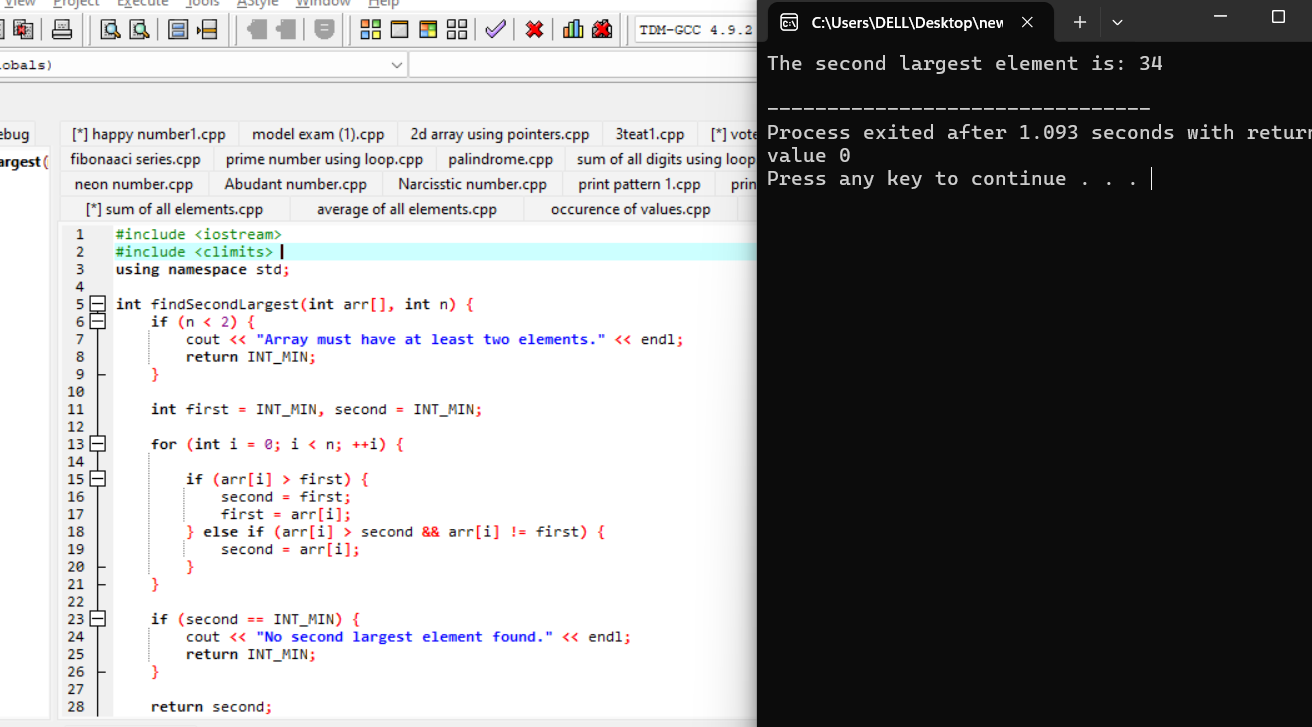 View Project Execute Tools AStyle Window Help
TDM-GCC 4.9.2
obals)
ebug
[*] happy number1.cpp model exam (1).cpp 2d array using pointers.cpp 3teat1.cpp [*] vote
argest (
fibonaaci series.cpp prime number using loop.cpp palindrome.cpp sum of all digits using loop
neon number.cpp Abudant number.cpp Narcisstic number.cpp print pattern 1.cpp prin
[*] sum of all elements.cpp average of all elements.cpp occurence of values.cpp
1 #include <iostream>
2 #include <climits>
3 using namespace std;
4
5 int findSecondLargest(int arr[], int n) {
6 if (n < 2) {
7 cout << "Array must have at least two elements." << endl;
8 return INT_MIN;
9 }
10
11 int first = INT_MIN, second = INT_MIN;
12
13 for (int i = 0; i < n; ++i) {
14
15 if (arr[i] > first) {
16 second = first;
17 first = arr[i];
18 } else if (arr[i] > second && arr[i] != first) {
19 second = arr[i];
20 }
21 }
22
23 if (second == INT_MIN) {
24 cout << "No second largest element found." << endl;
25 return INT_MIN;
26 }
27
28 return second;
C:\Users\DELL\Desktop\new
The second largest element is: 34
--------------------------------
Process exited after 1.093 seconds with return
value 0
Press any key to continue . . .